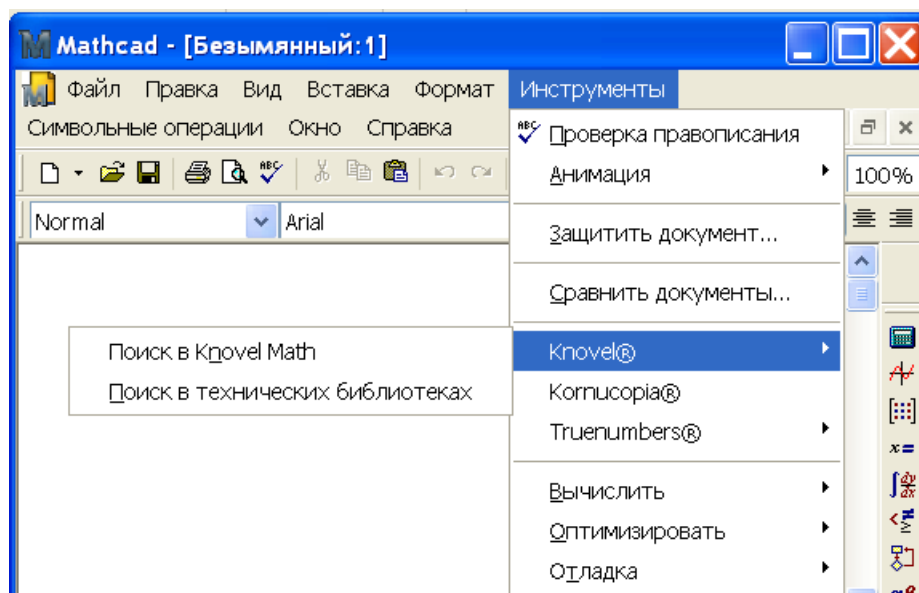 Mathcad - [Безымянный:1]
Файл Правка Вид Вставка Формат Инструменты
Символьные операции Окно Справка
Normal
Arial
100%
Проверка правописания
Анимация
Защитить документ...
Сравнить документы...
Knovel®
Поиск в Knovel Math
Поиск в технических библиотеках
Kornucopia®
Truenumbers®
Вычислить
Оптимизировать
Отладка